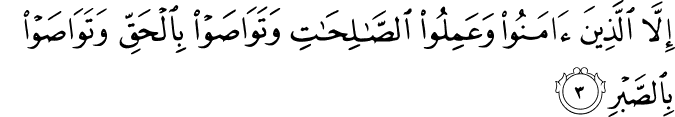 إِلَّا ٱلَّذِينَ ءَامَنُوا۟ وَعَمِلُوا۟ ٱلصَّـٰلِحَـٰتِ وَتَوَاصَوْا۟ بِٱلْحَقِّ وَتَوَاصَوْا۟
بِٱلصَّبْرِ ٣